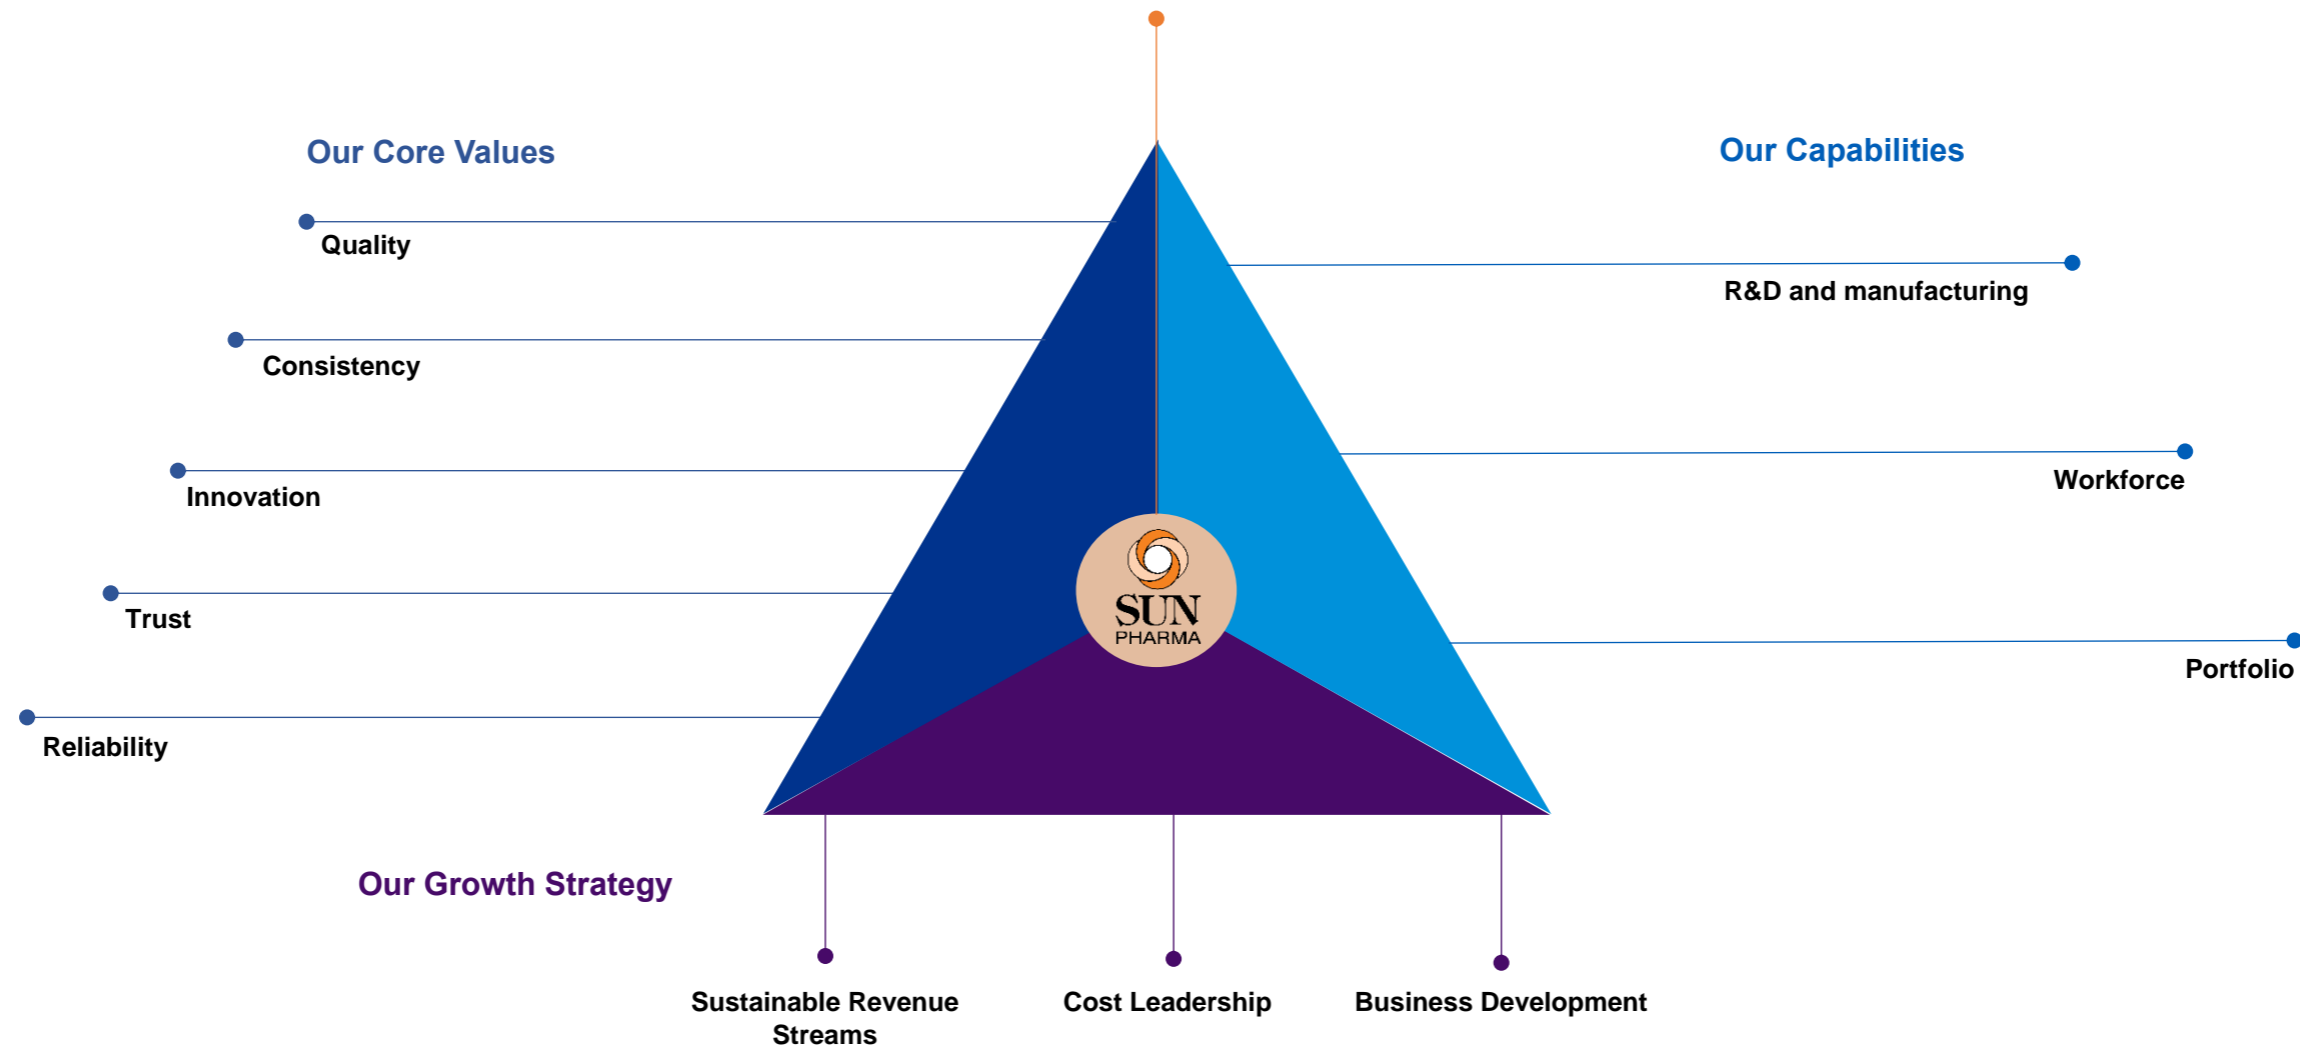 Our Core Values
Quality
Consistency
Innovation
Trust
Reliability
Our Capabilities
R&D and manufacturing
Workforce
Portfolio
SUN
PHARMA
Our Growth Strategy
Sustainable Revenue
Streams
Cost Leadership
Business Development